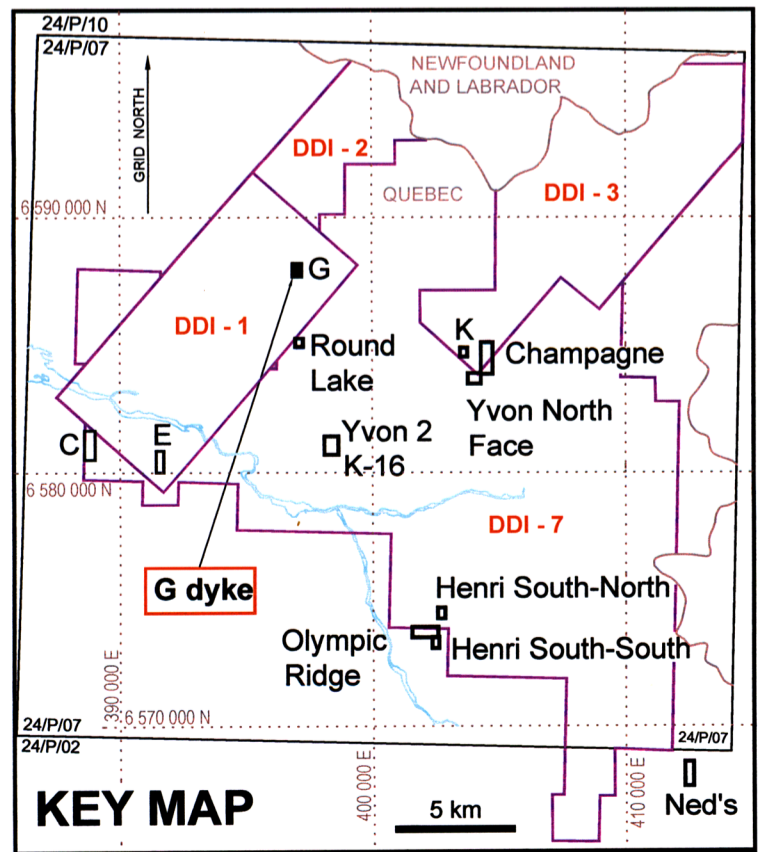 24/P/10
24/P/07
GRID NORTH
NEWFOUNDLAND
AND LABRADOR
DDI - 2
QUEBEC
DDI - 3
6 590 000 N
G
DDI - 1
Round
Lake
K
Champagne
Yvon North
Face
C
E
Yvon 2
K-16
6 580 000 N
DDI - 7
G dyke
Henri South-North
Olympic
Ridge
Henri South-South
390 000 E
6 570 000 N
24/P/07
24/P/02
24/P/07
KEY MAP
400 000 E
5 km
410 000 E
Ned's